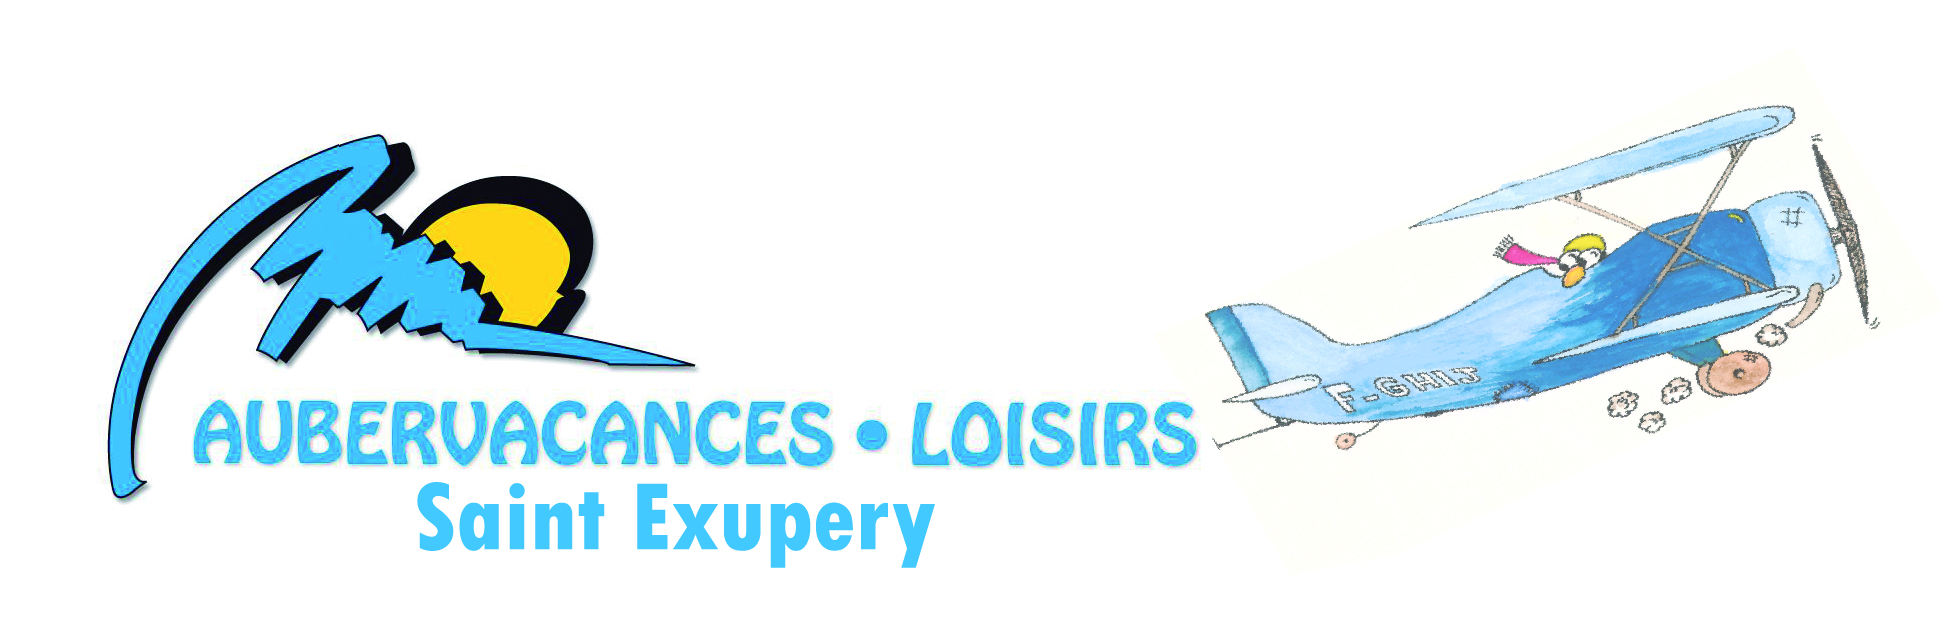 AUBERVACANCES • LOISIRS
Saint Exupery
F-GHIJ